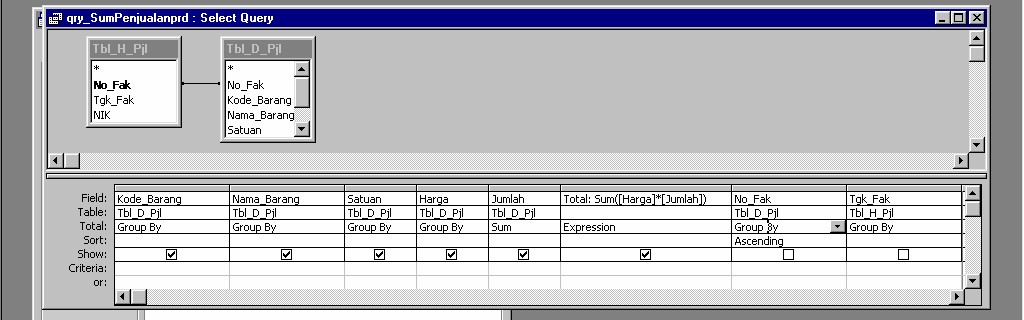 qry_SumPenjualanprd : Select Query
Tbl_H_Pjl
*
No_Fak
Tgk_Fak
NIK
Tbl_D_Pjl
*
No_Fak
Kode_Barang
Nama_Barang
Satuan
Field: Kode_Barang Nama_Barang Satuan Harga Jumlah Total: Sum([Harga]*[Jumlah]) No_Fak Tgk_Fak
Table: Tbl_D_Pjl Tbl_D_Pjl Tbl_D_Pjl Tbl_D_Pjl Tbl_D_Pjl Tbl_D_Pjl Tbl_H_Pjl
Total: Group By Group By Group By Group By Sum Expression Group By Group By
Sort: Ascending
Show:
Criteria:
or: